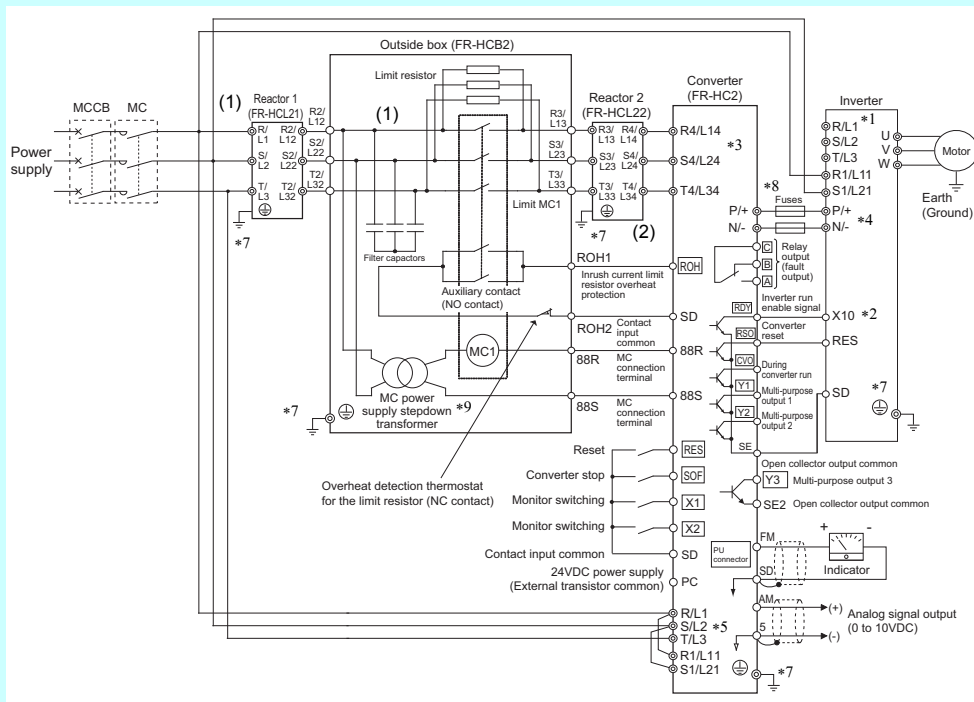 Outside box (FR-HCB2)
Limit resistor
MCCB
MC
(1)
Reactor 1
(FR-HCL21)
R2/
L12
(1)
R3/
L13
Reactor 2
(FR-HCL22)
Converter
(FR-HC2)
Inverter
Power
supply
R/
L1
R2/
L12
S/
L2
S2/
L22
T/
L3
T2/
L32
S2/
L22
T2/
L32
S3/
L23
T3/
L33
R3/
L13
R4/
L14
S3/
L23
S4/
L24
T3/
L33
T4/
L34
R4/L14
*3
S4/L24
T4/L34
R/L1
*1
S/L2
T/L3
R1/L11
S1/L21
U
V
W
Motor
Earth
(Ground)
Limit MC1
*7
*7
(2)
*8
Fuses
P/+
P/+
*4
N/-
N/-
Filter capactors
Auxiliary contact
(NO contact)
ROH1
Inrush current limit
resistor overheat
protection
ROH
C
B
A
Relay
output
(fault
output)
ROH2
Contact
input
common
SD
RDY
Inverter run
enable signal
X10
*2
RSO
Converter
reset
RES
MC1
88R
MC
connection
terminal
88R
CVO
During
converter run
Y1
Multi-purpose
output 1
88S
MC
connection
terminal
88S
Y2
Multi-purpose
output 2
SD
*7
SE
MC power
supply stepdown
transformer
*9
*7
Overheat detection thermostat
for the limit resistor (NC contact)
Reset
RES
Converter stop
SOF
Monitor switching
X1
Monitor switching
X2
Contact input common
SD
24VDC power supply
(External transistor common)
PC
Open collector output common
Y3
Multi-purpose output 3
SE2
Open collector output common
PU
connector
FM
+
-
Indicator
SD
AM
(+)
Analog signal output
(0 to 10VDC)
5
(-)
R/L1
S/L2
*5
T/L3
R1/L11
S1/L21
*7